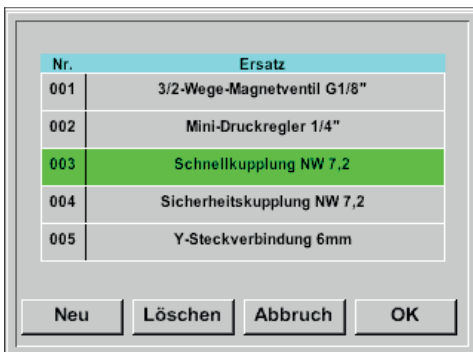 Nr. Ersatz
001 3/2-Wege-Magnetventil G1/8"
002 Mini-Druckregler 1/4"
003 Schnellkupplung NW 7,2
004 Sicherheitskupplung NW 7,2
005 Y-Steckverbindung 6mm
Neu Löschen Abbruch OK